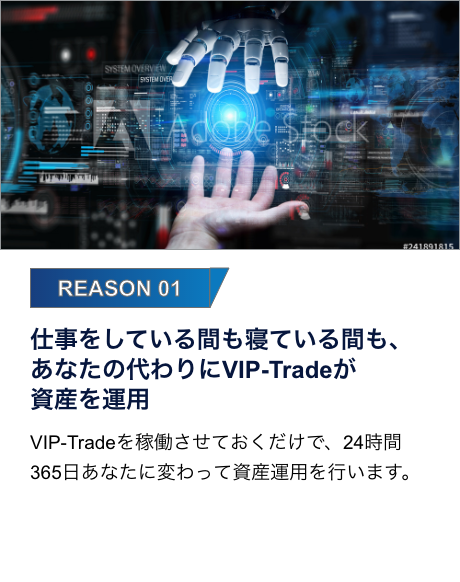 SYSTEM OVERVIEW
SYSTEM OVER
Adobe Stock
#241891815
REASON 01
仕事をしている間も寝ている間も、
あなたの代わりにVIP-Tradeが
資産を運用
VIP-Tradeを稼働させておくだけで、24時間
365日あなたに変わって資産運用を行います。